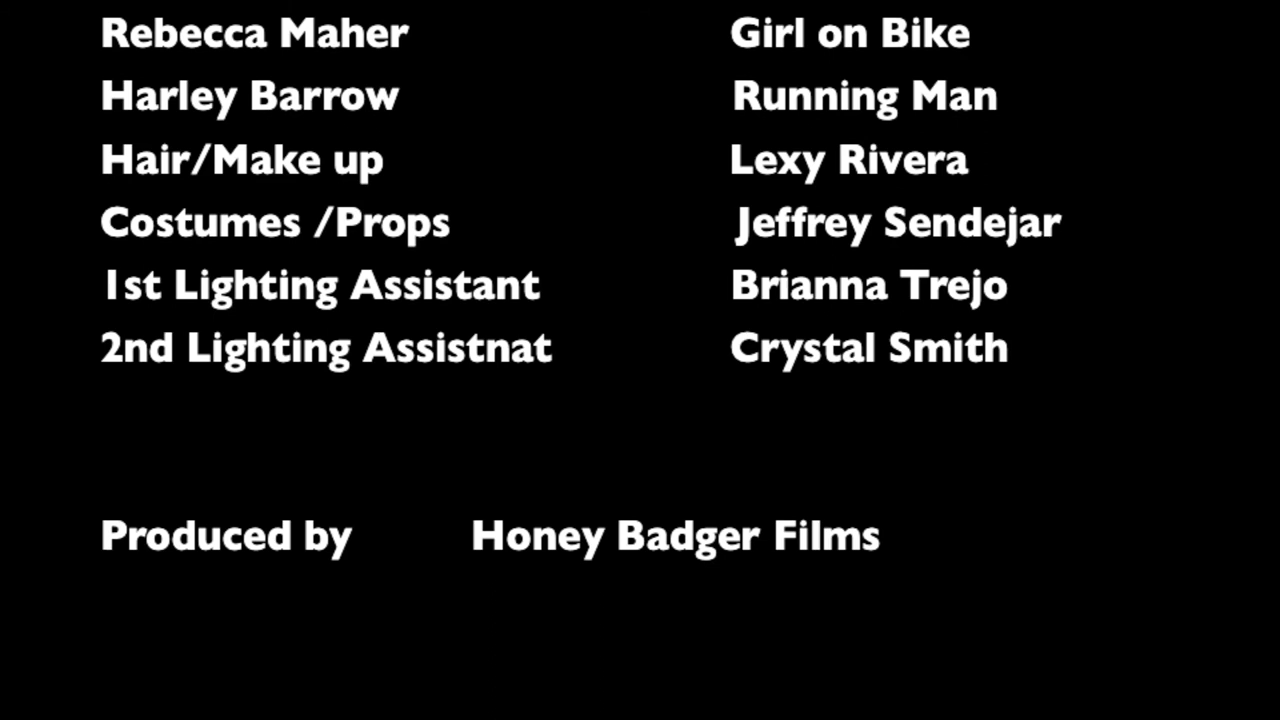 Rebecca Maher Girl on Bike
Harley Barrow Running Man
Hair/Make up Lexy Rivera
Costumes /Props Jeffrey Sendejar
1st Lighting Assistant Brianna Trejo
2nd Lighting Assistnat Crystal Smith
Produced by Honey Badger Films